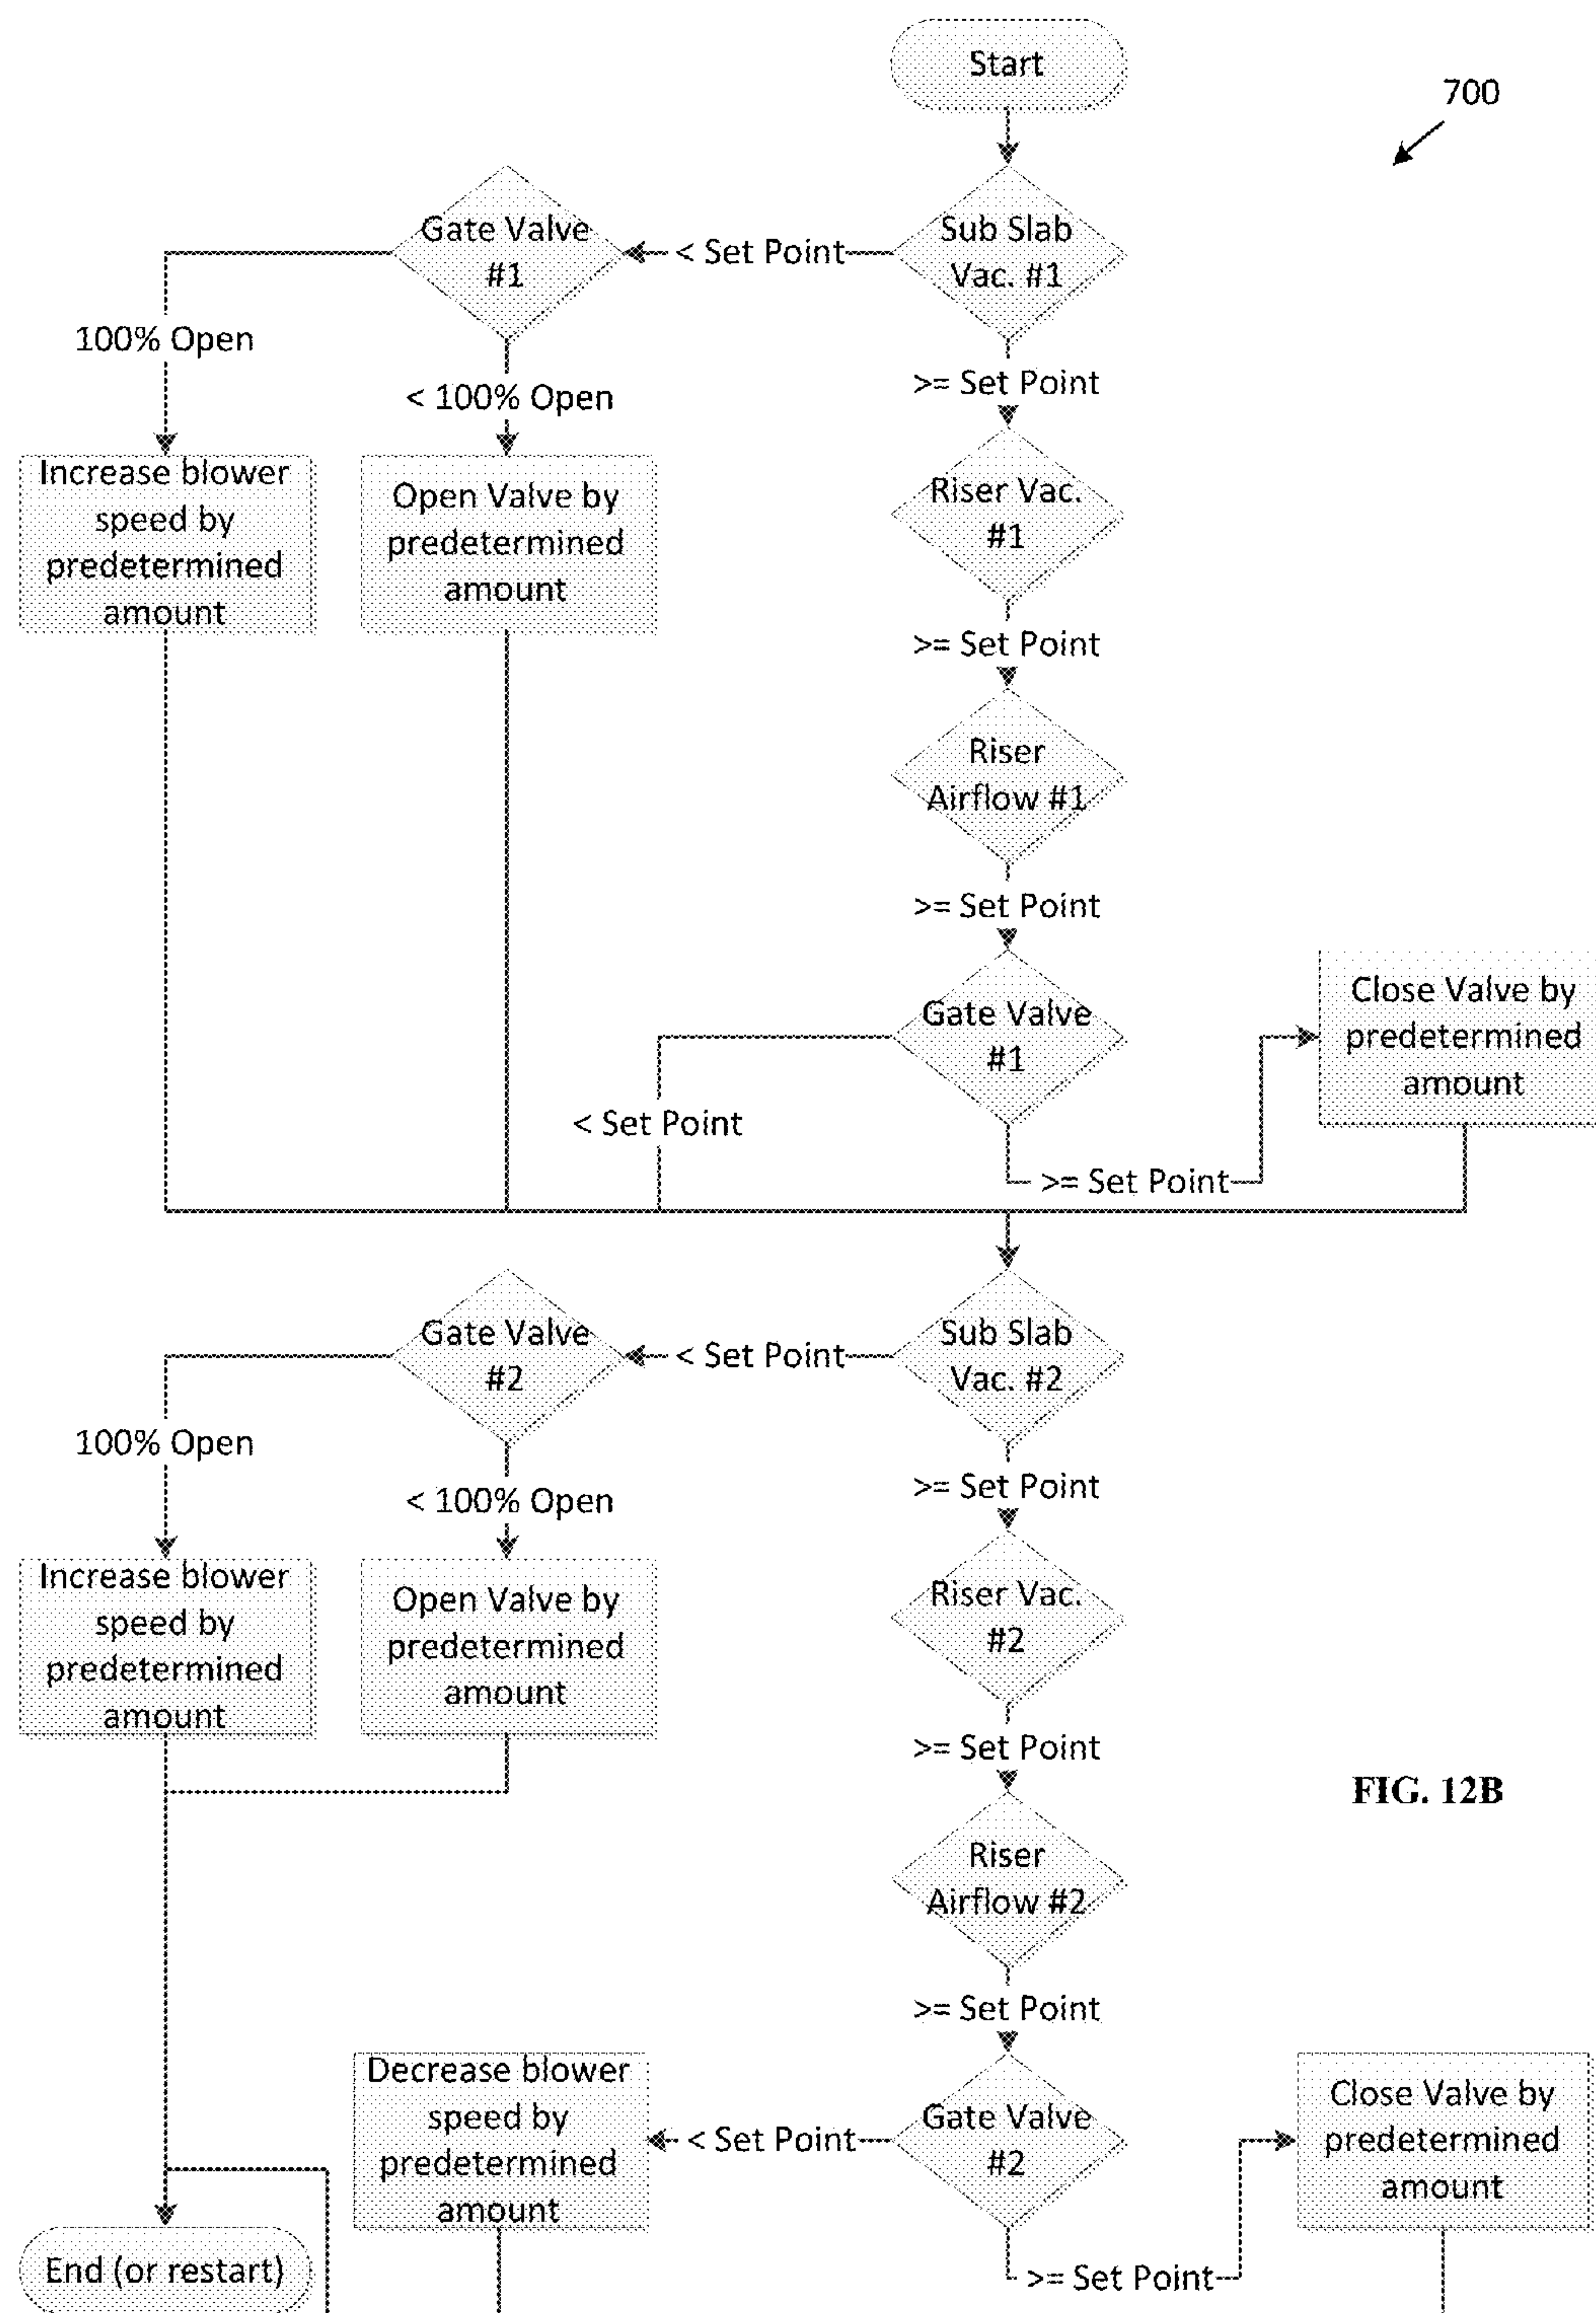 Start
700
Gate Valve
#1
< Set Point
Sub Slab
Vac. #1
100% Open
< 100% Open
>= Set Point
Increase blower
speed by
predetermined
amount
Open Valve by
predetermined
amount
Riser Vac.
#1
>= Set Point
Riser
Airflow #1
>= Set Point
Gate Valve
#1
Close Valve by
predetermined
amount
< Set Point
>= Set Point
Gate Valve
#2
< Set Point
Sub Slab
Vac. #2
100% Open
< 100% Open
>= Set Point
Increase blower
speed by
predetermined
amount
Open Valve by
predetermined
amount
Riser Vac.
#2
>= Set Point
FIG. 12B
Riser
Airflow #2
>= Set Point
Decrease blower
speed by
predetermined
amount
< Set Point
Gate Valve
#2
Close Valve by
predetermined
amount
End (or restart)
>= Set Point